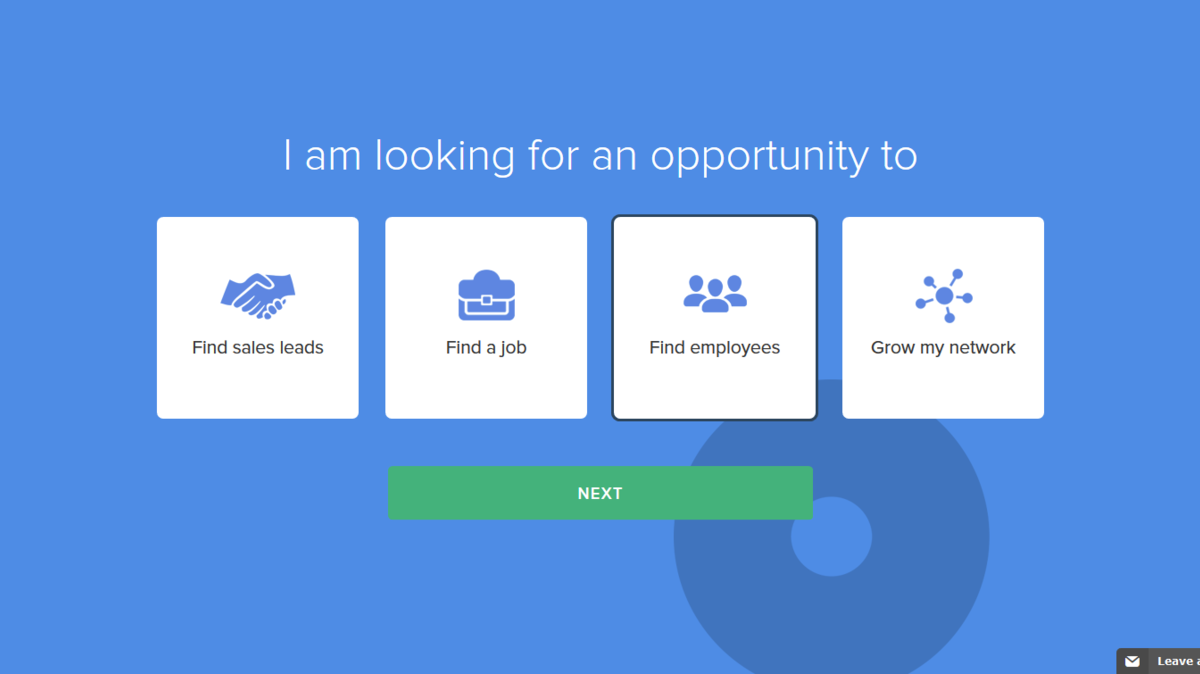 I am looking for an opportunity to
Find sales leads
Find a job
Find employees
Grow my network
NEXT
Leave a